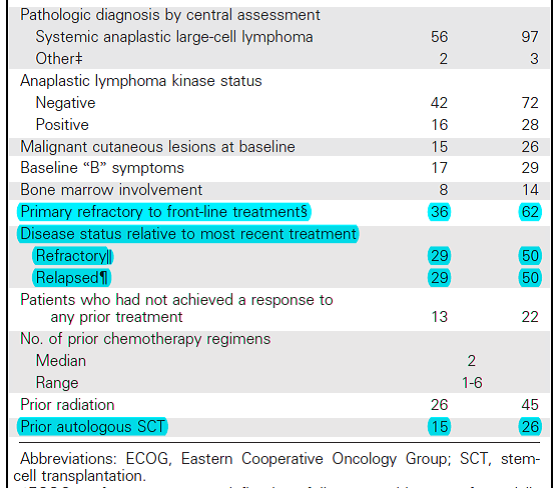 Pathologic diagnosis by central assessment
Systemic anaplastic large-cell lymphoma 56 97
Other‡ 2 3
Anaplastic lymphoma kinase status
Negative 42 72
Positive 16 28
Malignant cutaneous lesions at baseline 15 26
Baseline “B” symptoms 17 29
Bone marrow involvement 8 14
Primary refractory to front-line treatment§ 36 62
Disease status relative to most recent treatment
Refractory‖ 29 50
Relapsed¶ 29 50
Patients who had not achieved a response to
any prior treatment 13 22
No. of prior chemotherapy regimens
Median 2
Range 1-6
Prior radiation 26 45
Prior autologous SCT 15 26
Abbreviations: ECOG, Eastern Cooperative Oncology Group; SCT, stem-
cell transplantation.